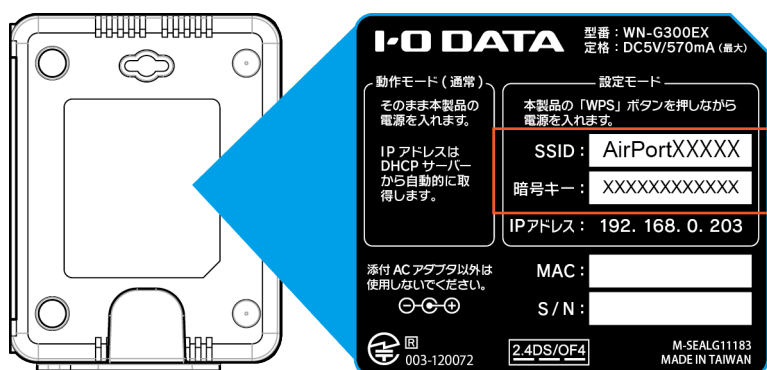 I-O DATA
型番：WN-G300EX
定格：DC5V/570mA（最大）
動作モード（通常）
そのまま本製品の
電源を入れます。
IPアドレスは
DHCPサーバー
から自動的に取
得します。
設定モード
本製品の「WPS」ボタンを押しながら
電源を入れます。
SSID： AirPortXXXXX
暗号キー： XXXXXXXXXXXX
IPアドレス： 192. 168. 0. 203
添付ACアダプタ以外は
使用しないでください。
MAC：
S/N：
R
003-120072
2.4DS/OF4
M-SEALG11183
MADE IN TAIWAN